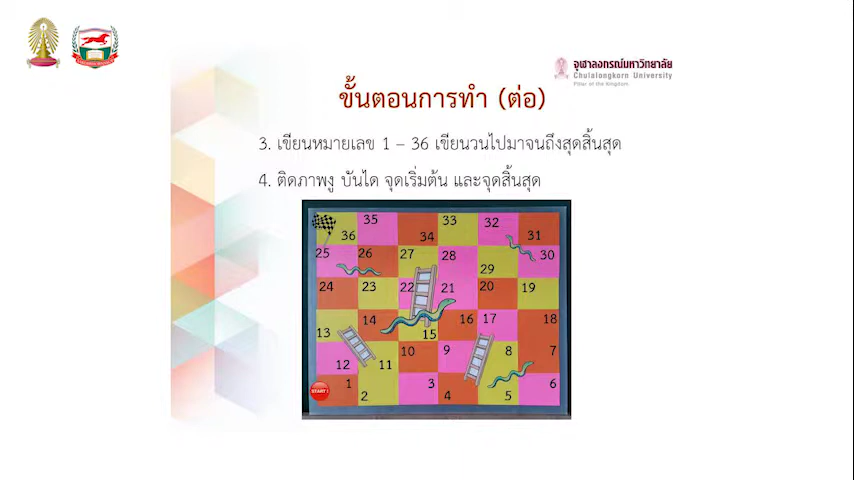 จุฬาลงกรณ์มหาวิทยาลัย
Chulalongkorn University
Pillar of the Kingdom
ขั้นตอนการทำ (ต่อ)
3. เขียนหมายเลข 1 – 36 เขียนวนไปมาจนถึงสุดสิ้นสุด
4. ติดภาพงู บันได จุดเริ่มต้น และจุดสิ้นสุด
36 35 34 33 32 31
25 26 27 28 29 30
24 23 22 21 20 19
13 14 15 16 17 18
12 11 10 9 8 7
START! 1 2 3 4 5 6